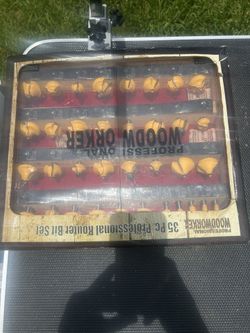 PROFESSIONAL
WOODWORKER
PROFESSIONAL
WOODWORKER
35 Pc Professional Router Bit Set